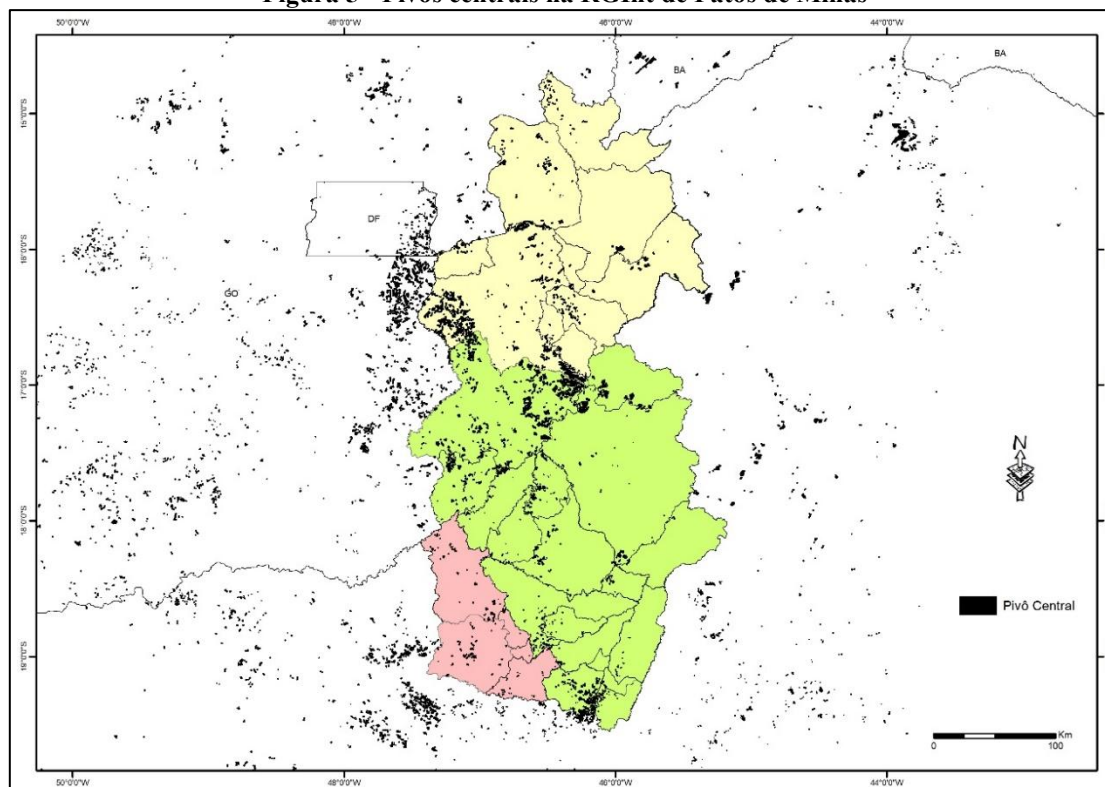 Figura 3 - Pivôs centrais na RGInt de Patos de Minas
50°0'0"O 48°0'0"O 46°0'0"O 44°0'0"O
BA
BA
15°0'0"S
DF
16°0'0"S
GO
17°0'0"S
N
18°0'0"S
Pivô Central
19°0'0"S
Km
0 100
50°0'0"O 48°0'0"O 46°0'0"O 44°0'0"O